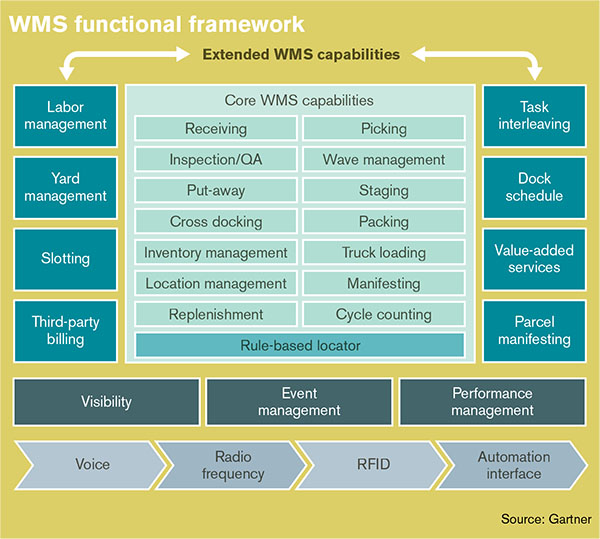 WMS functional framework
Extended WMS capabilities
Labor
management
Yard
management
Slotting
Third-party
billing
Core WMS capabilities
Receiving
Picking
Inspection/QA
Wave management
Put-away
Staging
Cross docking
Packing
Inventory management
Truck loading
Location management
Manifesting
Replenishment
Cycle counting
Rule-based locator
Task
interleaving
Dock
schedule
Value-added
services
Parcel
manifesting
Visibility
Event
management
Performance
management
Voice
Radio
frequency
RFID
Automation
interface
Source: Gartner